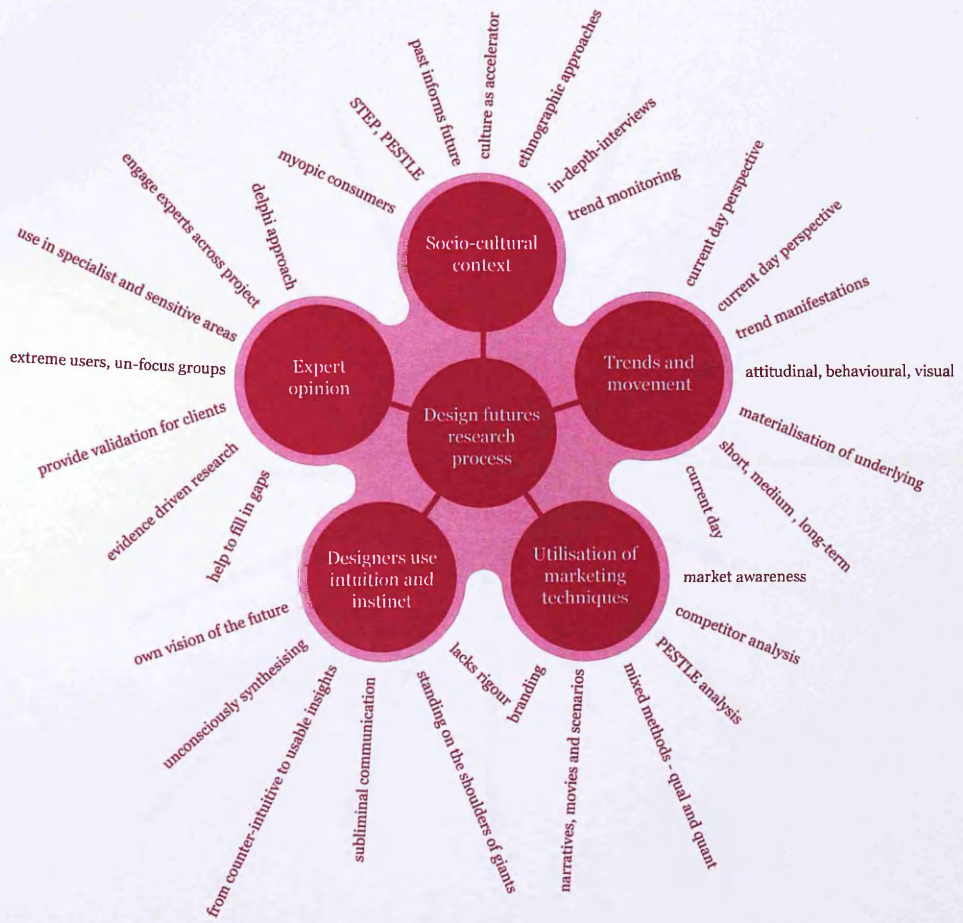 myopic consumers
STEP, PESTLE
past informs future
culture as accelerator
ethnographic approaches
in-depth-interviews
trend monitoring
Socio-cultural
context
current day perspective
current day perspective
trend manifestations
attitudinal, behavioural, visual
materialisation of underlying
short, medium , long-term
current day
Trends and
movement
market awareness
competitor analysis
PESTLE analysis
mixed methods - qual and quant
narratives, movies and scenarios
branding
Utilisation of
marketing
techniques
lacks rigour
standing on the shoulders of giants
subliminal communication
from counter-intuitive to usable insights
unconsciously synthesising
own vision of the future
Designers use
intuition and
instinct
help to fill in gaps
evidence driven research
provide validation for clients
extreme users, un-focus groups
use in specialist and sensitive areas
engage experts across project
delphi approach
Expert
opinion
Design futures
research
process